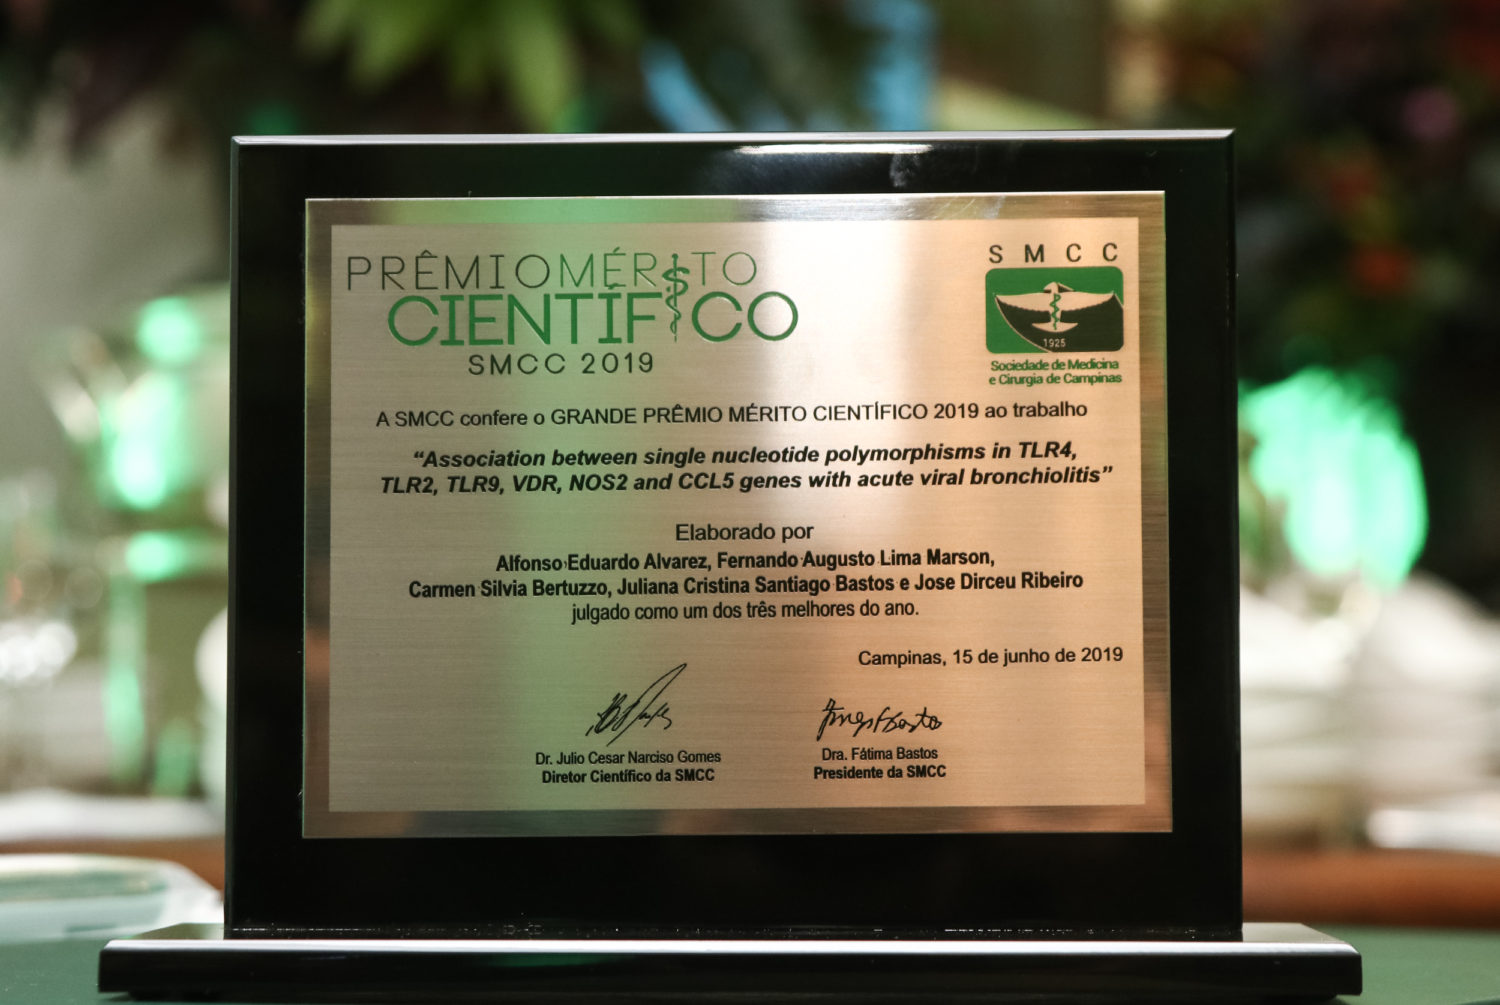 PRÊMIO MÉRITO
CIENTÍFICO
SMCC 2019
SMCC
1925
Sociedade de Medicina
e Cirurgia de Campinas
A SMCC confere o GRANDE PRÊMIO MÉRITO CIENTÍFICO 2019 ao trabalho
“Association between single nucleotide polymorphisms in TLR4,
TLR2, TLR9, VDR, NOS2 and CCL5 genes with acute viral bronchiolitis”
Elaborado por
Alfonso Eduardo Alvarez, Fernando Augusto Lima Marson,
Carmen Silvia Bertuzzo, Juliana Cristina Santiago Bastos e Jose Dirceu Ribeiro
julgado como um dos três melhores do ano.
Campinas, 15 de junho de 2019
Dr. Julio Cesar Narciso Gomes
Diretor Científico da SMCC
Dra. Fátima Bastos
Presidente da SMCC